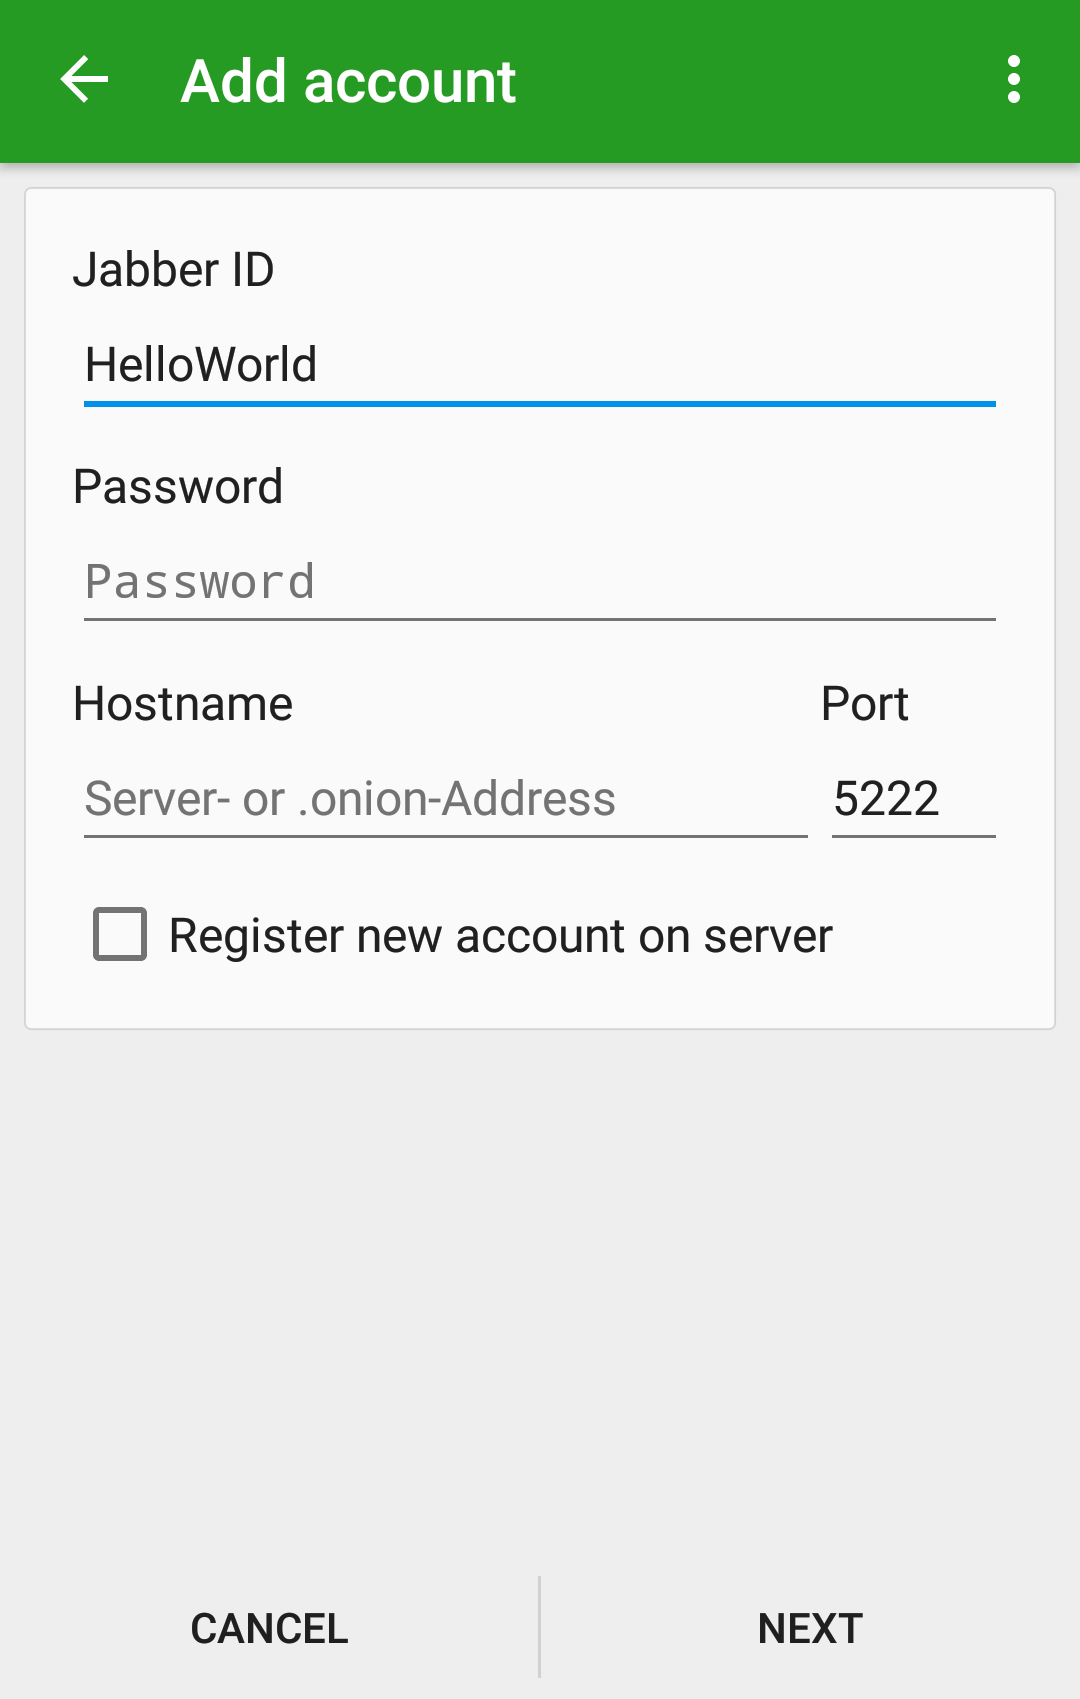 Add account
Jabber ID
HelloWorld
Password
Password
Hostname Port
Server- or .onion-Address 5222
Register new account on server
CANCEL NEXT